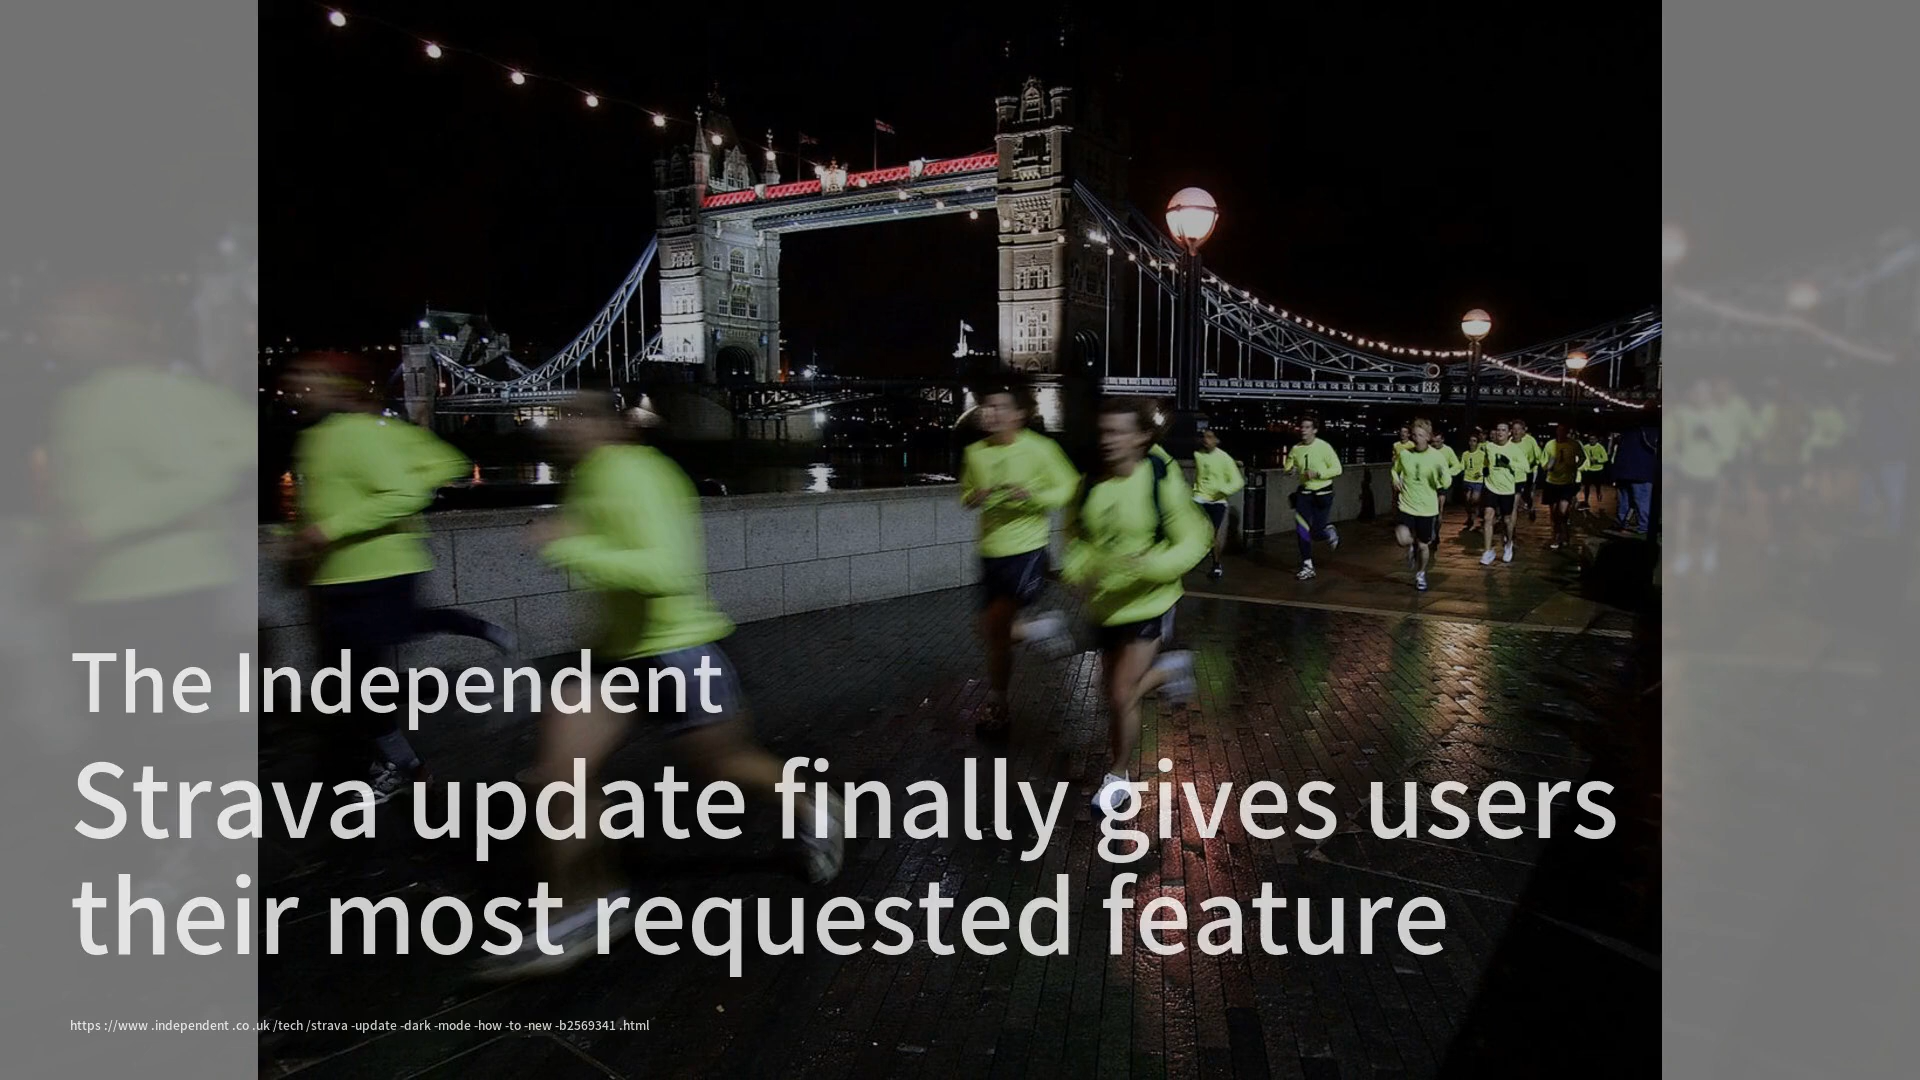 The Independent
Strava update finally gives users
their most requested feature
https ://www .independent .co .uk /tech /strava -update -dark -mode -how -to -new -b2569341 .html